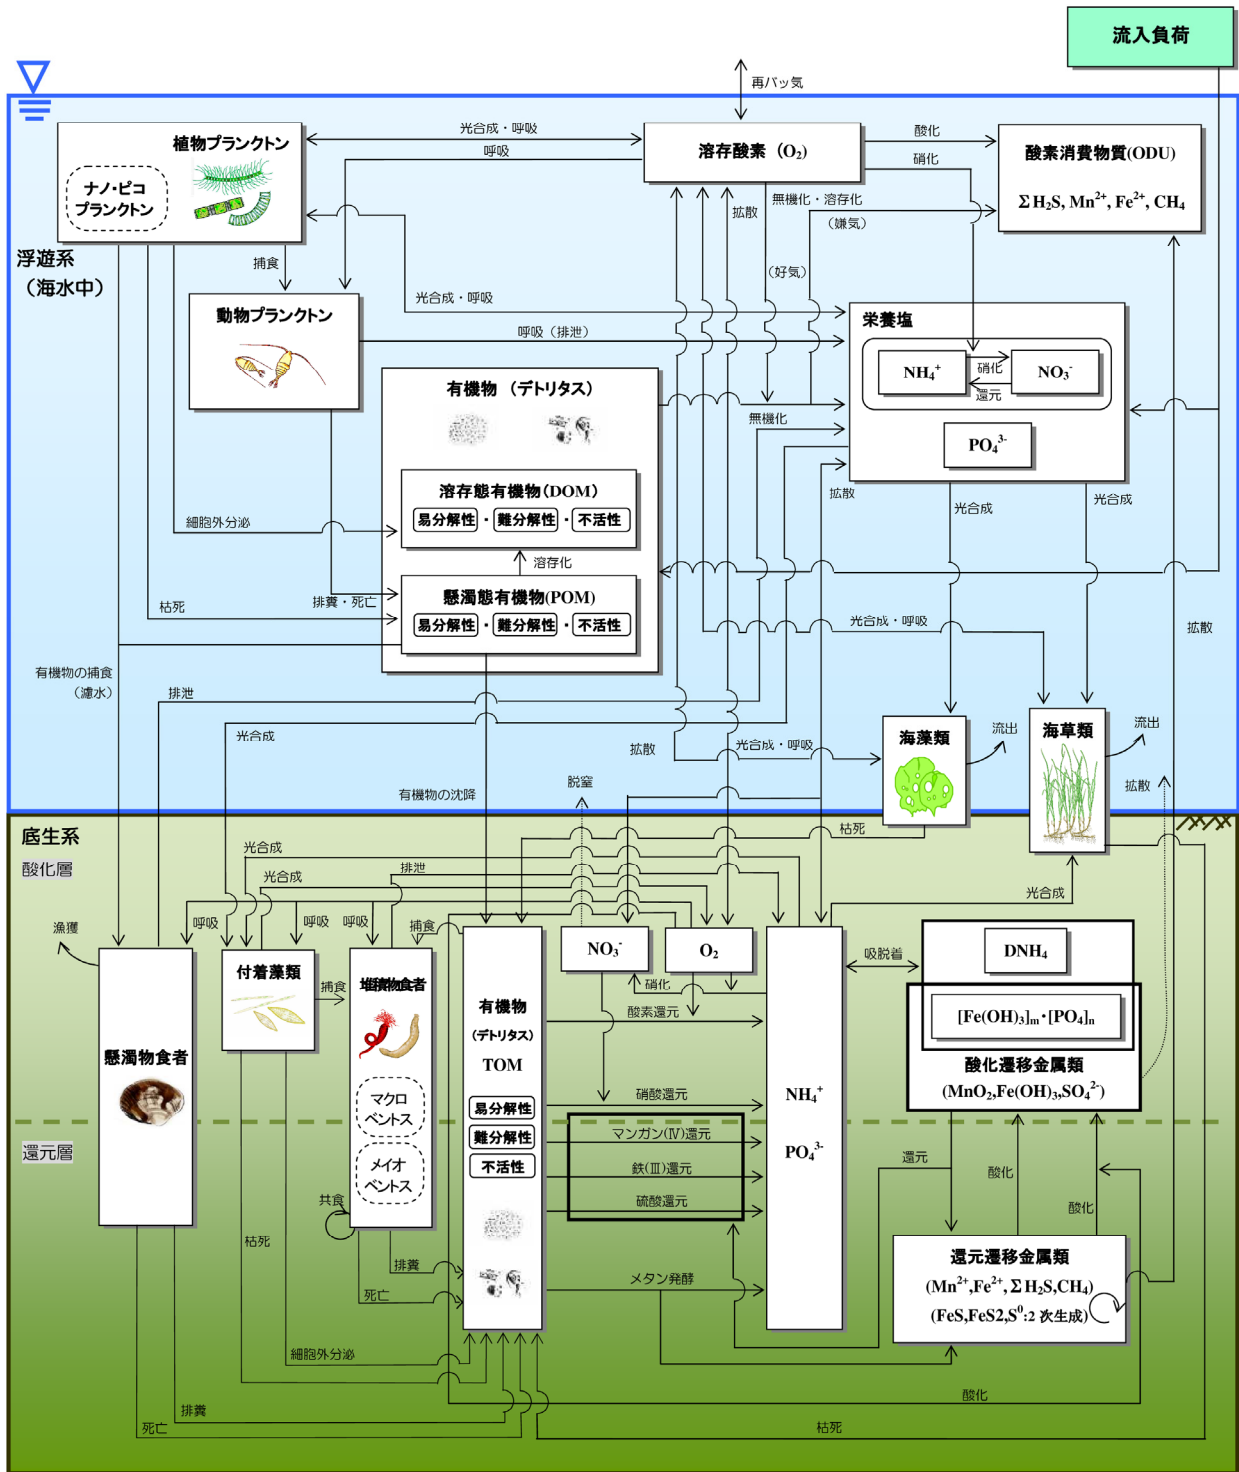 流入負荷
再バッ気
植物プランクトン
ナノ・ピコ
プランクトン
光合成・呼吸
呼吸
溶存酸素（O₂）
酸化
硝化
酸素消費物質(ODU)
ΣH₂S, Mn²⁺, Fe²⁺, CH₄
拡散
無機化・溶存化
（嫌気）
（好気）
浮遊系
（海水中）
捕食
動物プランクトン
光合成・呼吸
呼吸（排泄）
栄養塩
NH₄⁺
硝化
還元
NO₃⁻
PO₄³⁻
有機物（デトリタス）
無機化
拡散
溶存態有機物(DOM)
易分解性・難分解性・不活性
細胞外分泌
溶存化
光合成
光合成
懸濁態有機物(POM)
易分解性・難分解性・不活性
排糞・死亡
枯死
光合成・呼吸
拡散
有機物の捕食
（濾水）
排泄
光合成
拡散
光合成・呼吸
海藻類
流出
海草類
流出
拡散
脱窒
有機物の沈降
底生系
酸化層
枯死
光合成
排泄
光合成
光合成
漁獲
呼吸
呼吸
呼吸
捕食
NO₃⁻
O₂
吸脱着
DNH₄
付着藻類
捕食
堆積物食者
有機物
(デトリタス)
TOM
硝化
酸素還元
[Fe(OH)₃]m・[PO₄]n
酸化遷移金属類
(MnO₂,Fe(OH)₃,SO₄²⁻)
懸濁物食者
マクロ
ベントス
メイオ
ベントス
易分解性
難分解性
不活性
NH₄⁺
PO₄³⁻
硝酸還元
マンガン(Ⅳ)還元
鉄(Ⅲ)還元
硫酸還元
還元層
還元
酸化
酸化
共食
枯死
排糞
死亡
メタン発酵
還元遷移金属類
(Mn²⁺,Fe²⁺,ΣH₂S,CH₄)
(FeS,FeS2,S⁰:2次生成)
細胞外分泌
酸化
排糞
死亡
枯死